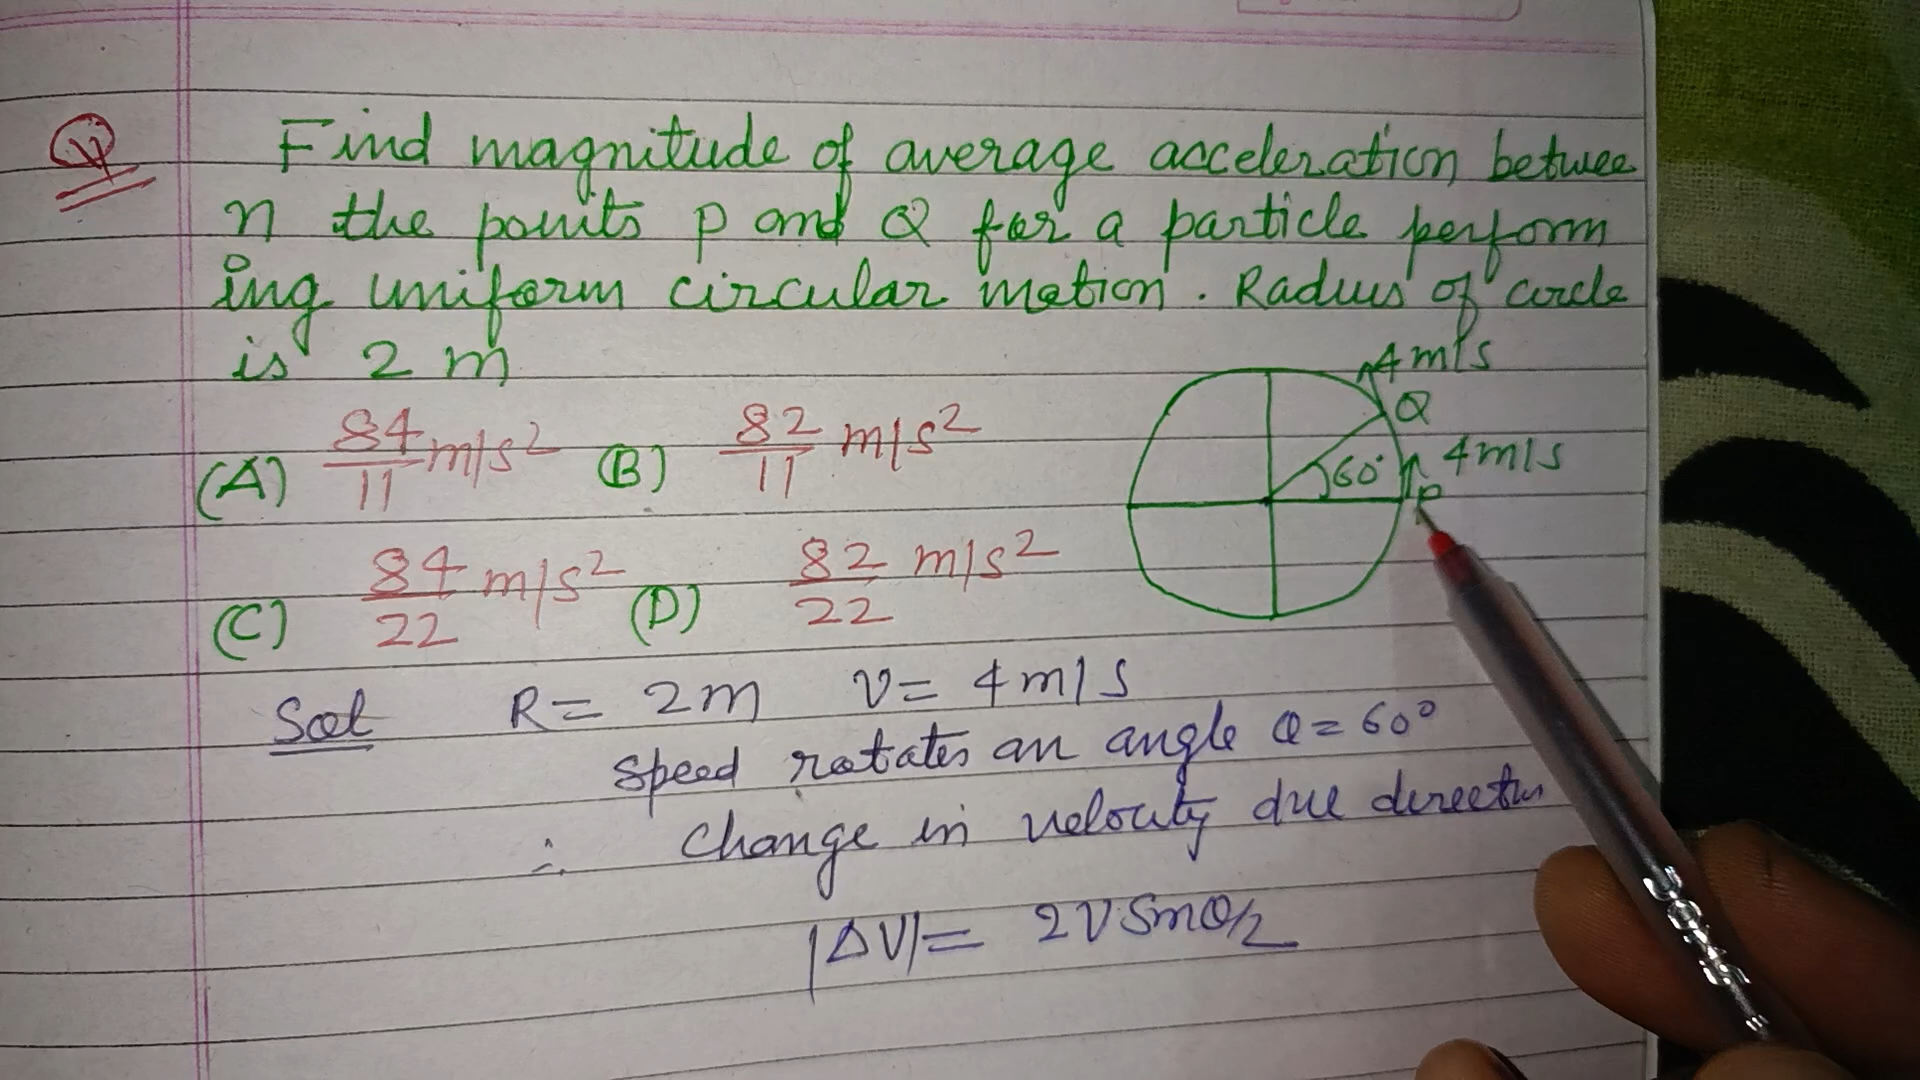 Q
Find magnitude of average acceleration betwee
n the points P and Q for a particle perform
ing uniform circular motion. Radius of circle
is 2 m
4 m/s
Q
60°
4 m/s
P
(A) 84/11 m/s² (B) 82/11 m/s²
(C) 84/22 m/s² (D) 82/22 m/s²
Sol R = 2m V = 4 m/s
speed rotates an angle θ = 60°
∴ change in velocity due direction
|ΔV| = 2V Sin θ/2